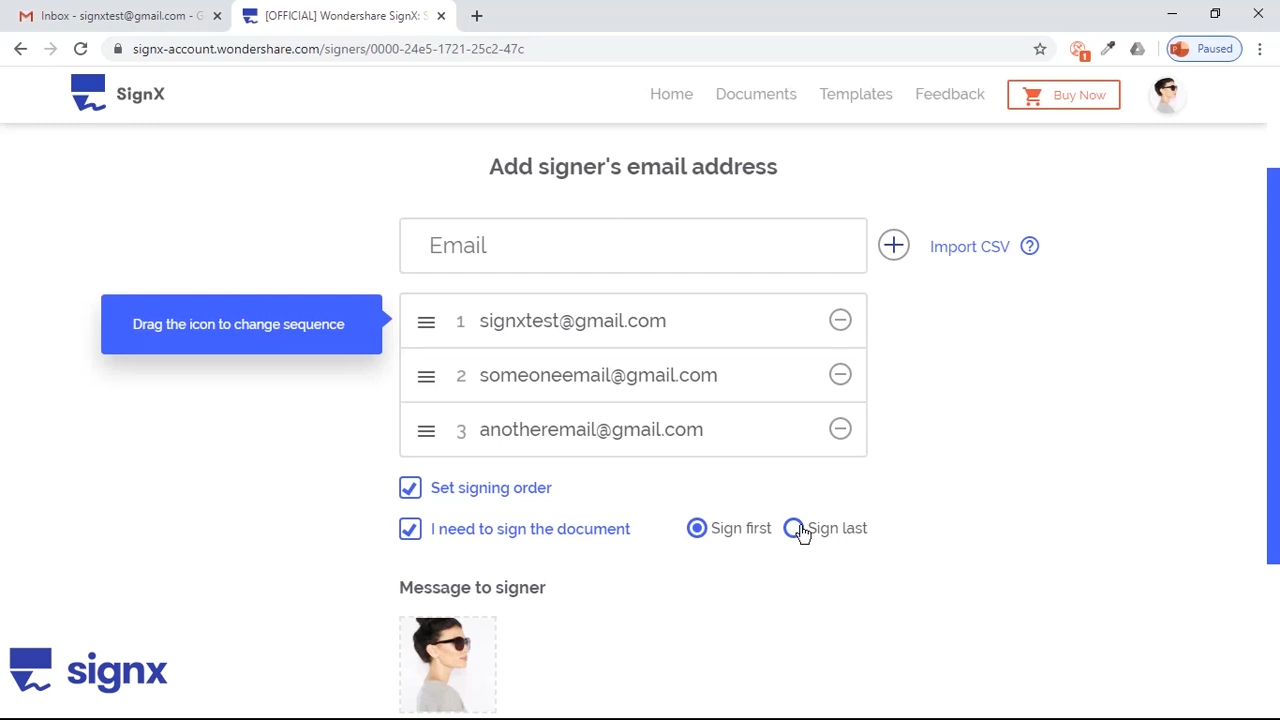 Inbox - signxtest@gmail.com - G
[OFFICIAL] Wondershare SignX: S
signx-account.wondershare.com/signers/0000-24e5-1721-25c2-47c
1
Paused
SignX
Home
Documents
Templates
Feedback
Buy Now
Add signer's email address
Email
Import CSV
Drag the icon to change sequence
1 signxtest@gmail.com
2 someoneemail@gmail.com
3 anotheremail@gmail.com
Set signing order
I need to sign the document
Sign first
Sign last
Message to signer
signx